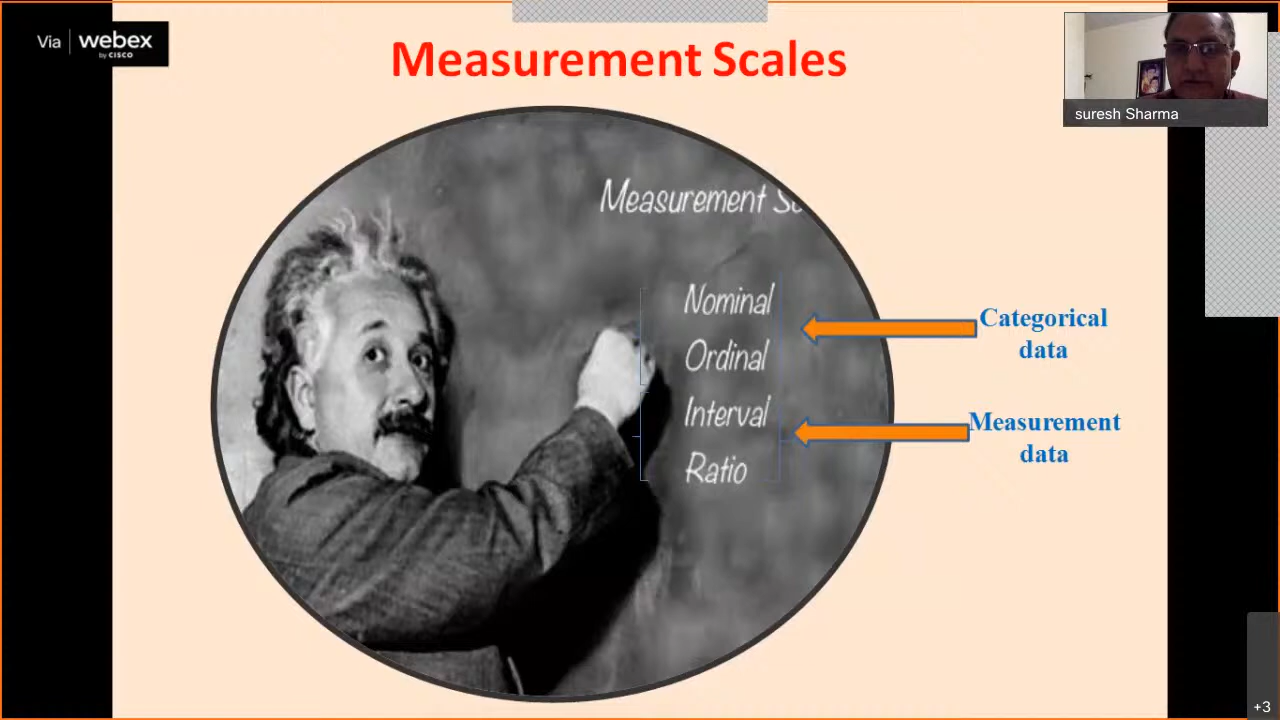 Via webex
by CISCO
Measurement Scales
suresh Sharma
Measurement Sc
Nominal
Ordinal
Interval
Ratio
Categorical
data
Measurement
data
+3